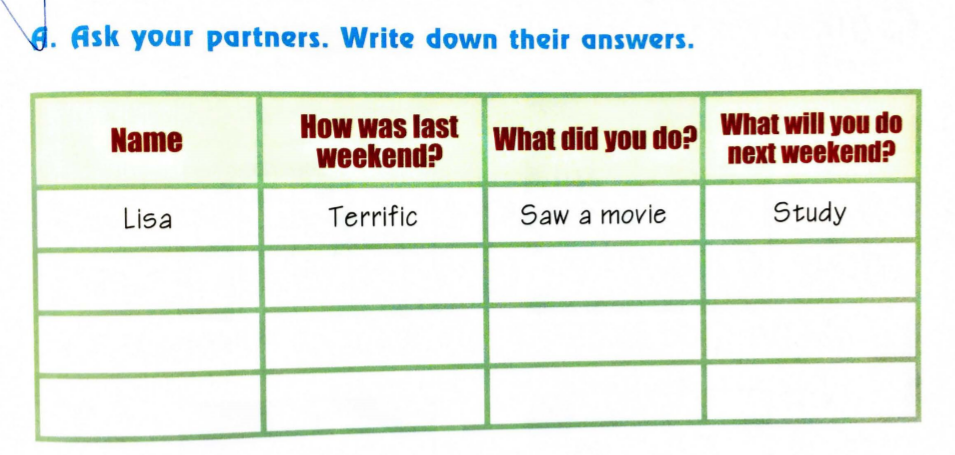 A. Ask your partners. Write down their answers.
Name
How was last
weekend?
What did you do?
What will you do
next weekend?
Lisa
Terrific
Saw a movie
Study